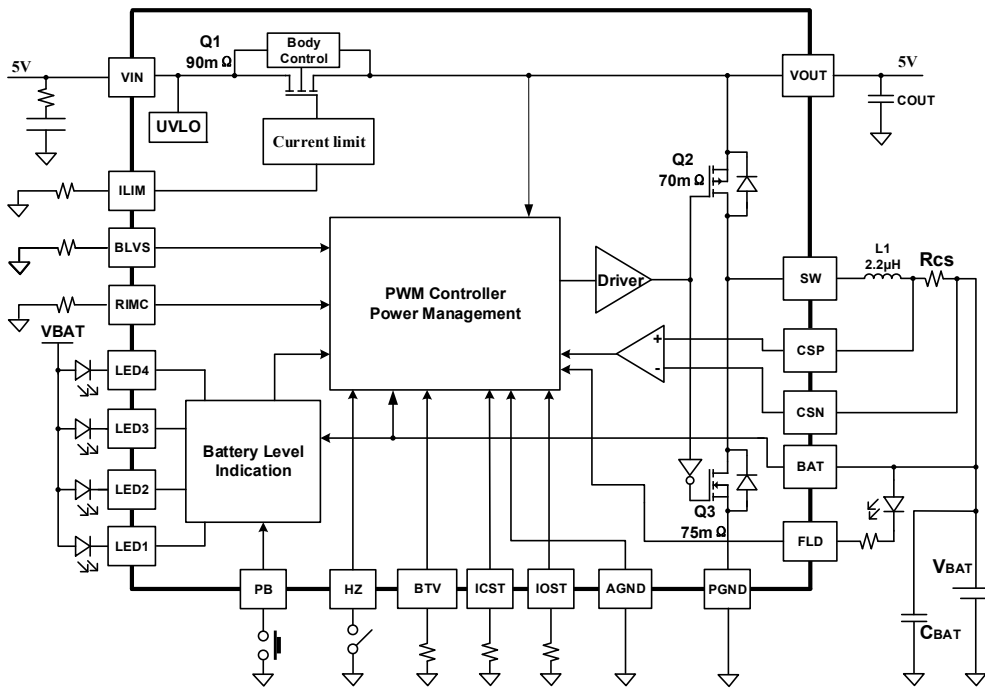 Q1
90mΩ
Body
Control
5V
VIN
VOUT
5V
COUT
UVLO
Current limit
ILIM
Q2
70mΩ
BLVS
PWM Controller
Power Management
Driver
SW
L1
2.2µH
Rcs
RIMC
VBAT
+
-
CSP
CSN
LED4
LED3
LED2
LED1
Battery Level
Indication
BAT
Q3
75mΩ
FLD
VBAT
CBAT
PB
HZ
BTV
ICST
IOST
AGND
PGND